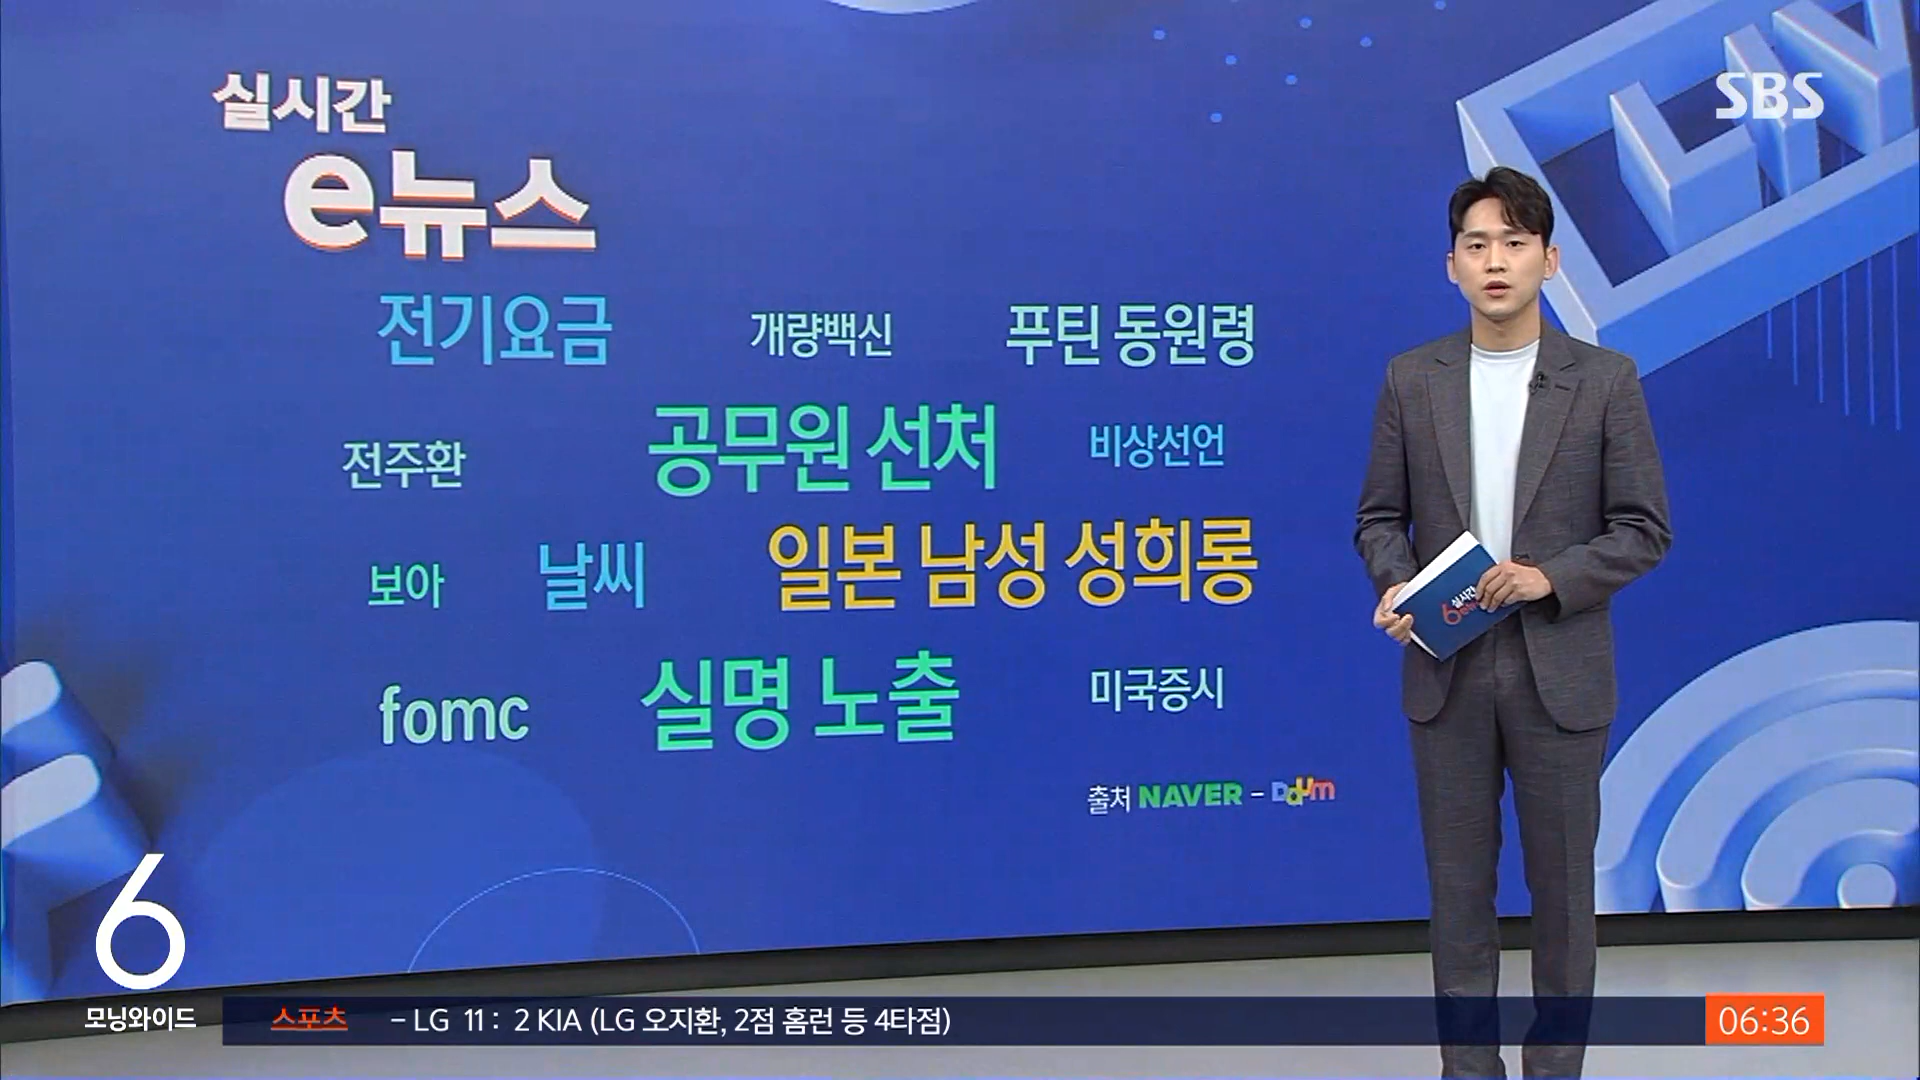 실시간
e뉴스
SBS
LIV
전기요금 개량백신 푸틴 동원령
전주환 공무원 선처 비상선언
보아 날씨 일본 남성 성희롱
fomc 실명 노출 미국증시
출처 NAVER - Daum
실시간
6
모닝와이드
스포츠 - LG 11 : 2 KIA (LG 오지환, 2점 홈런 등 4타점)
06:36